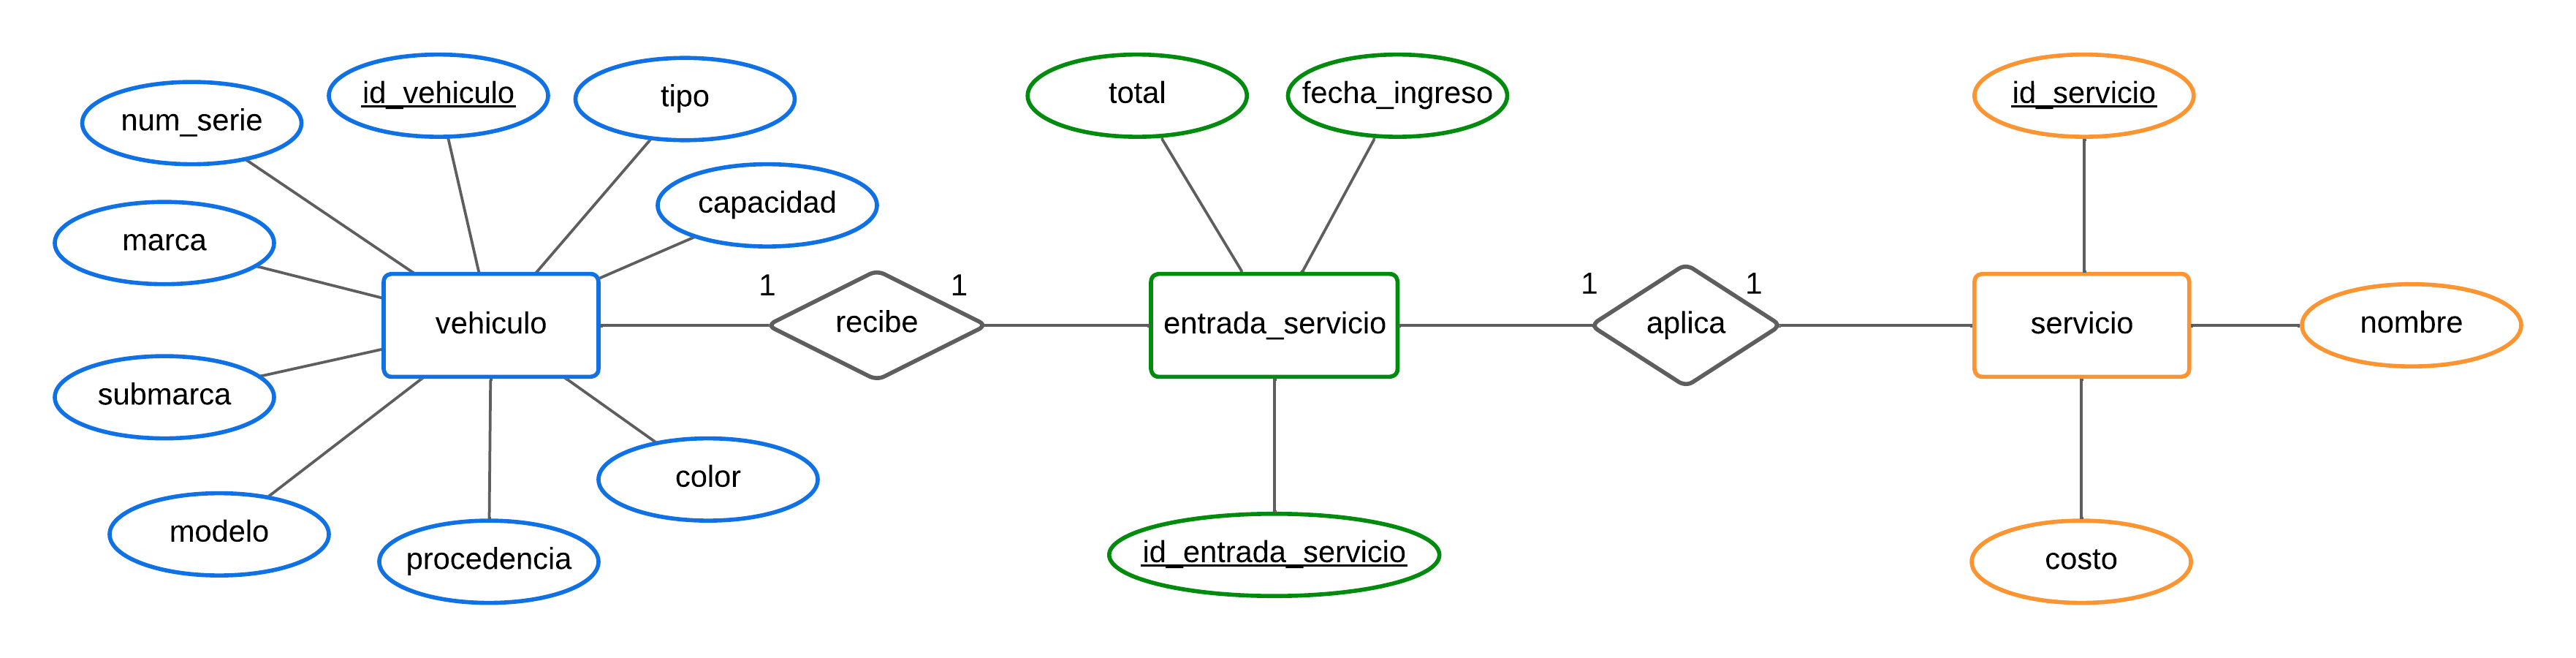 id_vehiculo
tipo
num_serie
capacidad
marca
vehiculo
submarca
modelo
procedencia
color
1
recibe
1
total
fecha_ingreso
entrada_servicio
id_entrada_servicio
1
aplica
1
id_servicio
servicio
nombre
costo